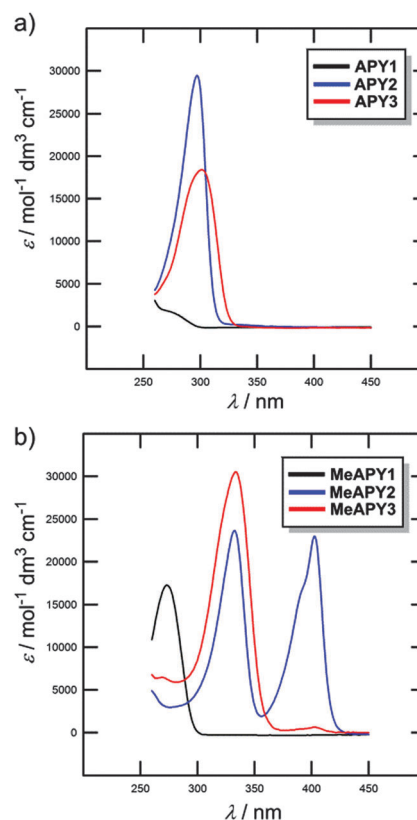 a)
APY1
APY2
APY3
30000
25000
20000
15000
10000
5000
0
ε / mol⁻¹ dm³ cm⁻¹
250 300 350 400 450
λ / nm
b)
MeAPY1
MeAPY2
MeAPY3
30000
25000
20000
15000
10000
5000
0
ε / mol⁻¹ dm³ cm⁻¹
250 300 350 400 450
λ / nm